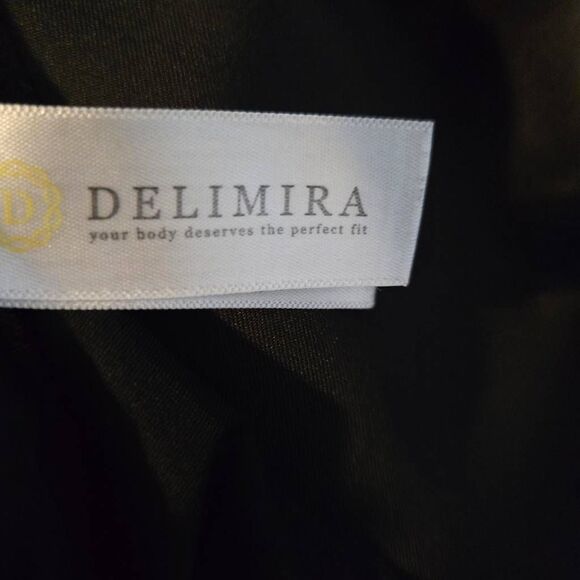 D
DELIMIRA
your body deserves the perfect fit